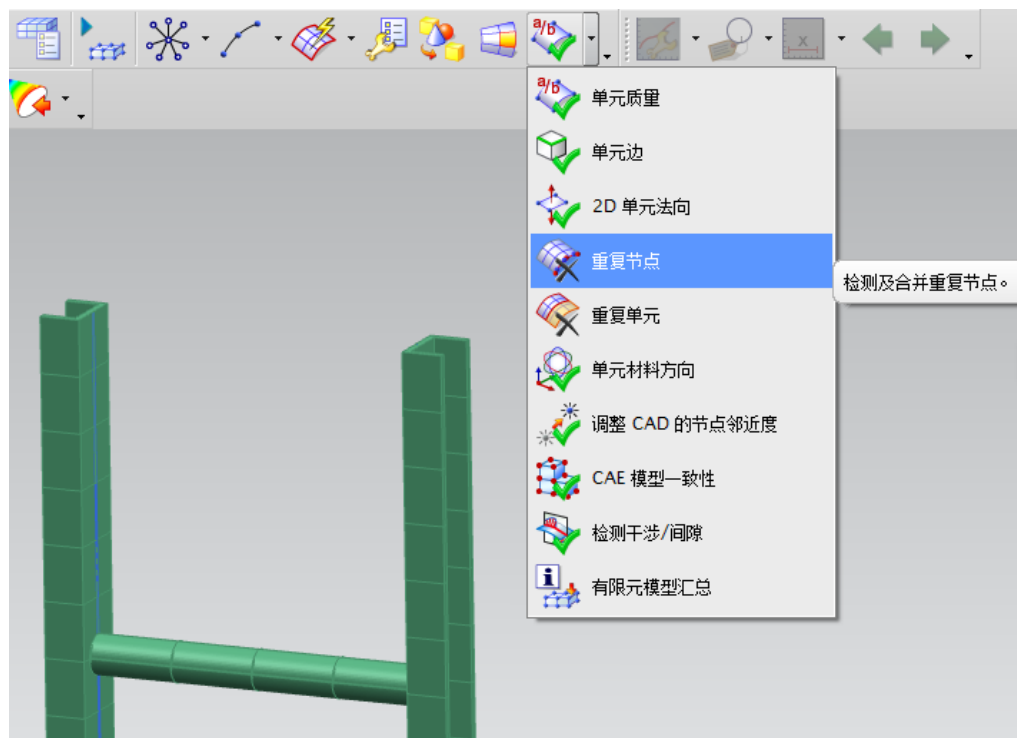 a/b
x
a/b
单元质量
单元边
2D 单元法向
重复节点
检测及合并重复节点。
重复单元
单元材料方向
调整 CAD 的节点邻近度
CAE 模型一致性
检测干涉/间隙
i
有限元模型汇总